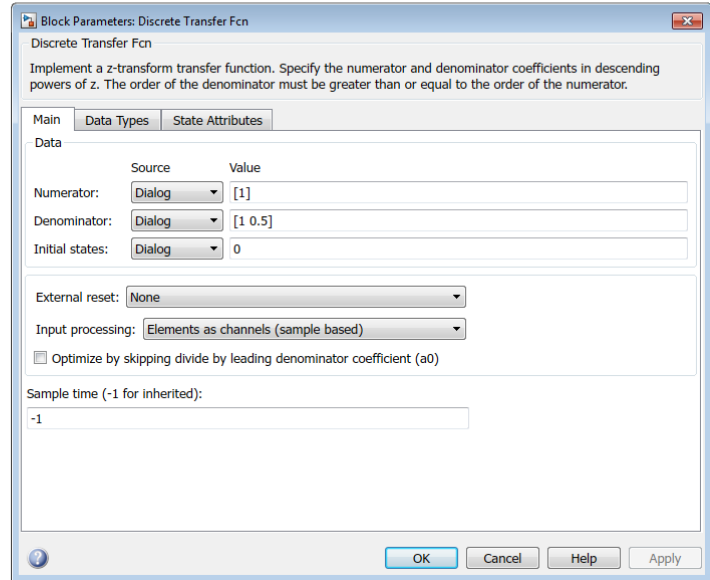 Block Parameters: Discrete Transfer Fcn
Discrete Transfer Fcn
Implement a z-transform transfer function. Specify the numerator and denominator coefficients in descending
powers of z. The order of the denominator must be greater than or equal to the order of the numerator.
Main Data Types State Attributes
Data
Source Value
Numerator: Dialog [1]
Denominator: Dialog [1 0.5]
Initial states: Dialog 0
External reset: None
Input processing: Elements as channels (sample based)
Optimize by skipping divide by leading denominator coefficient (a0)
Sample time (-1 for inherited):
-1
OK Cancel Help Apply